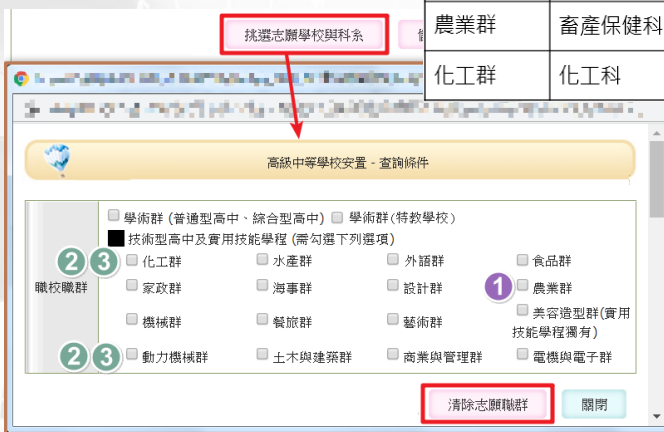 農業群 畜產保健科
挑選志願學校與科系
化工群 化工科
高級中等學校安置 - 查詢條件
學術群 (普通型高中、綜合型高中) 學術群(特教學校)
技術型高中及實用技能學程 (需勾選下列選項)
2 3 化工群 水產群 外語群 食品群
職校職群
家政群 海事群 設計群 1 農業群
機械群 餐旅群 藝術群 美容造型群(實用技能學程獨有)
2 3 動力機械群 土木與建築群 商業與管理群 電機與電子群
清除志願職群 關閉